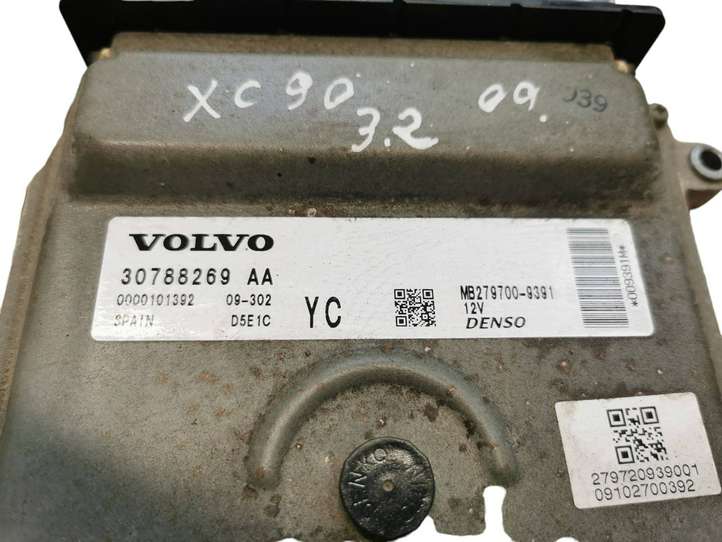 XC 90 09. 039
3.2
VOLVO
30788269 AA
0000101392 09-302
SPAIN D5E1C
YC
MB279700-9391
12V
DENSO
*009391M*
279720939001
09102700392